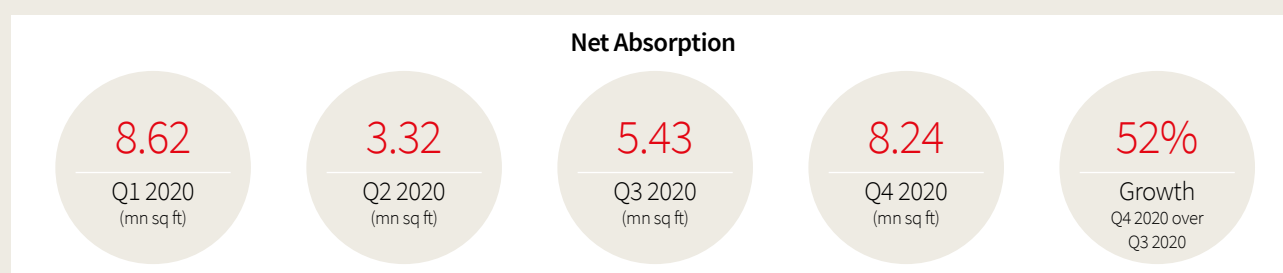 Net Absorption
8.62
Q1 2020
(mn sq ft)
3.32
Q2 2020
(mn sq ft)
5.43
Q3 2020
(mn sq ft)
8.24
Q4 2020
(mn sq ft)
52%
Growth
Q4 2020 over
Q3 2020